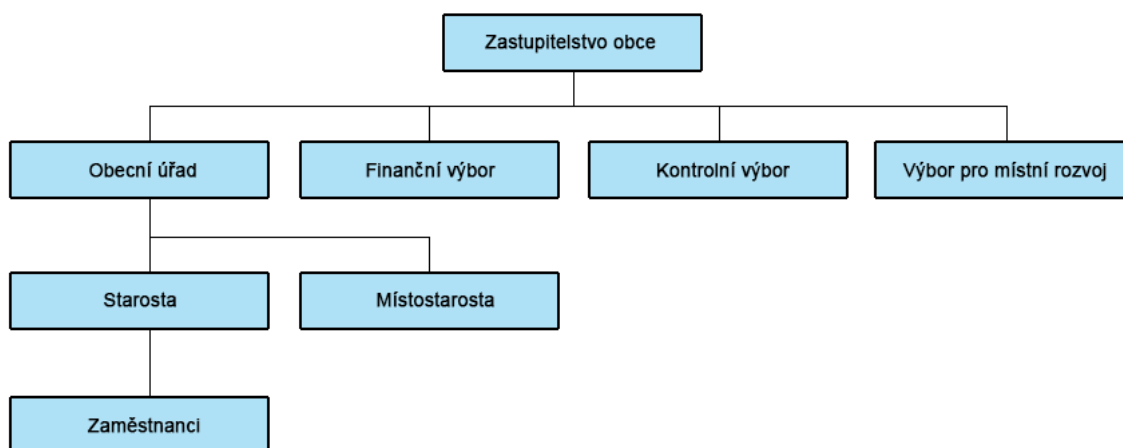 Zastupitelstvo obce
Obecní úřad
Finanční výbor
Kontrolní výbor
Výbor pro místní rozvoj
Starosta
Místostarosta
Zaměstnanci